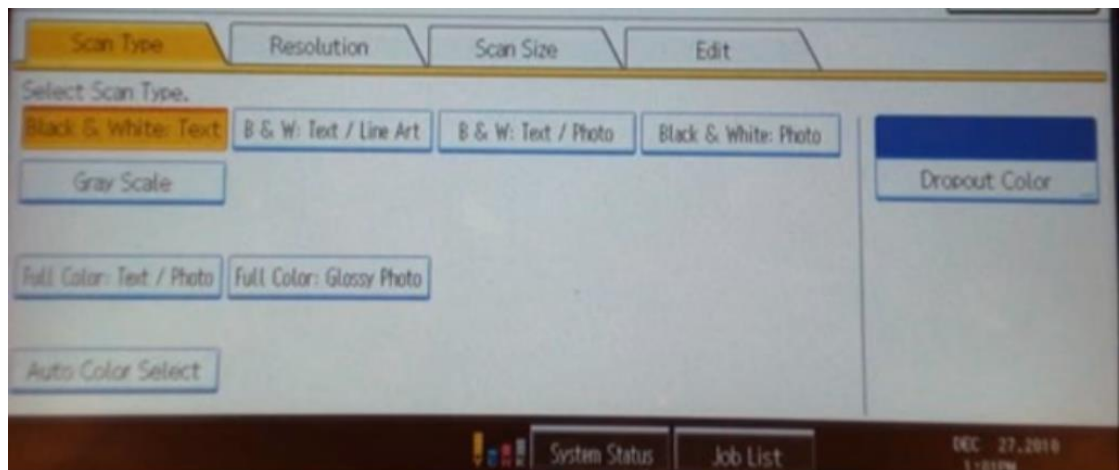 Scan Type Resolution Scan Size Edit
Select Scan Type.
Black & White: Text B & W: Text / Line Art B & W: Text / Photo Black & White: Photo
Gray Scale Dropout Color
Full Color: Text / Photo Full Color: Glossy Photo
Auto Color Select
System Status Job List DEC 27.2010